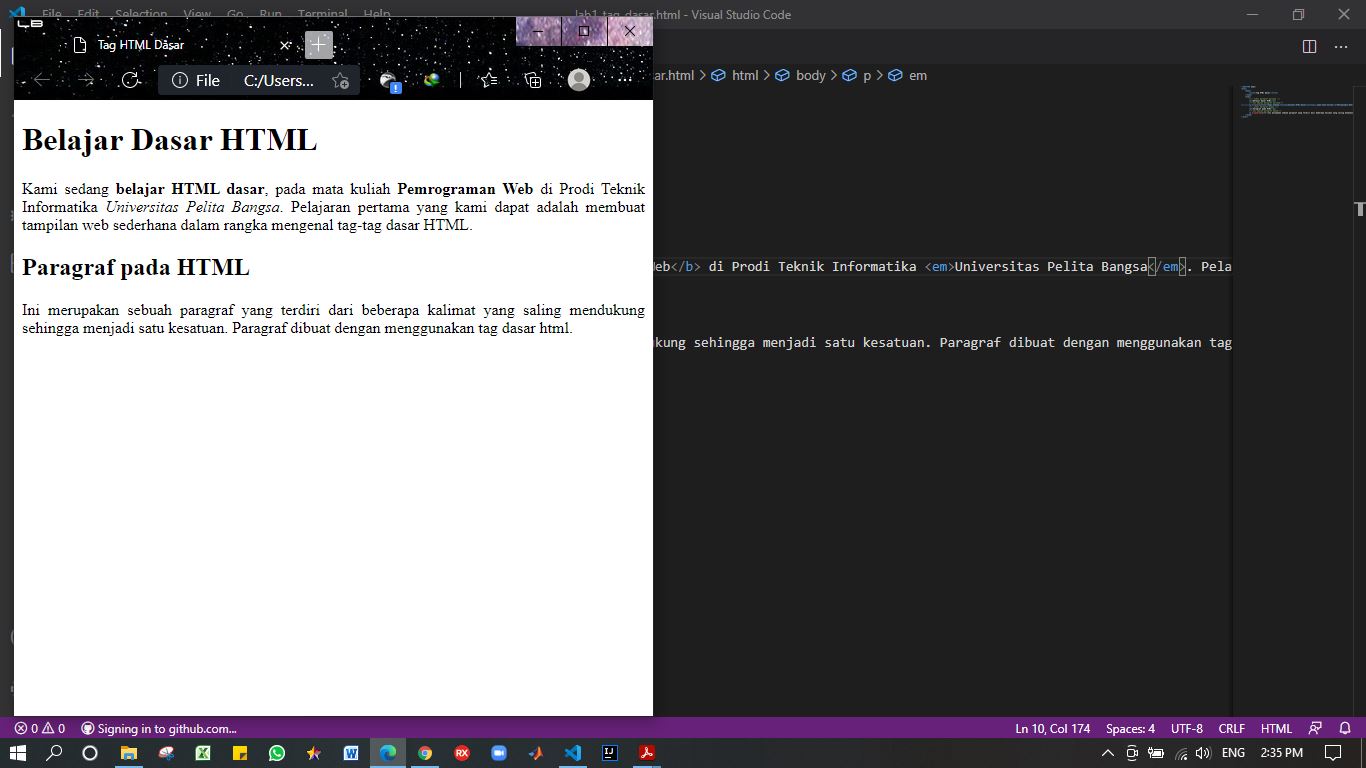 File Edit Selection View Go Run Terminal Help
lab1_tag_dasar.html - Visual Studio Code
Tag HTML Dasar
File C:/Users...
ar.html > html > body > p > em
Belajar Dasar HTML
Kami sedang belajar HTML dasar, pada mata kuliah Pemrograman Web di Prodi Teknik
Informatika Universitas Pelita Bangsa. Pelajaran pertama yang kami dapat adalah membuat
tampilan web sederhana dalam rangka mengenal tag-tag dasar HTML.
Paragraf pada HTML
Ini merupakan sebuah paragraf yang terdiri dari beberapa kalimat yang saling mendukung
sehingga menjadi satu kesatuan. Paragraf dibuat dengan menggunakan tag dasar html.
Web</b> di Prodi Teknik Informatika <em>Universitas Pelita Bangsa</em>. Pela
kung sehingga menjadi satu kesatuan. Paragraf dibuat dengan menggunakan tag
0 0 Signing in to github.com...
Ln 10, Col 174 Spaces: 4 UTF-8 CRLF HTML
ENG 2:35 PM